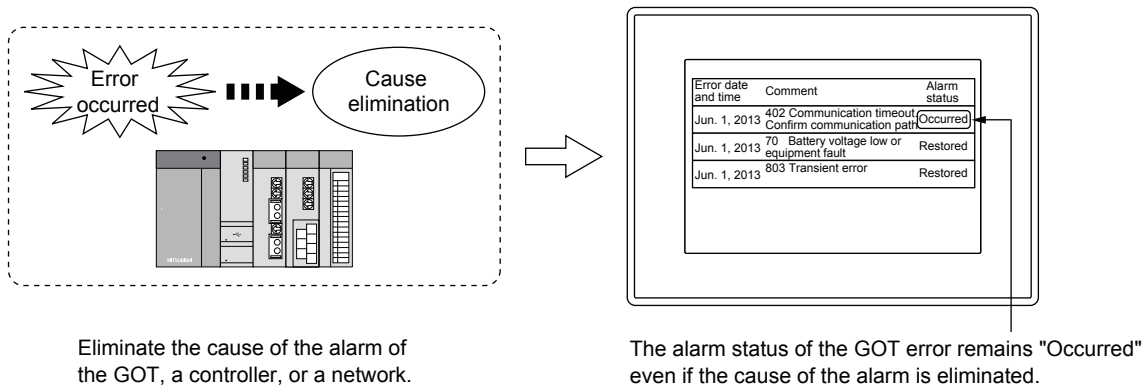 Error
occurred
Cause
elimination
MITSUBISHI
Eliminate the cause of the alarm of
the GOT, a controller, or a network.
Error date
and time
Comment
Alarm
status
Jun. 1, 2013
402 Communication timeout.
Confirm communication path
Occurred
Jun. 1, 2013
70 Battery voltage low or
equipment fault
Restored
Jun. 1, 2013
803 Transient error
Restored
The alarm status of the GOT error remains "Occurred"
even if the cause of the alarm is eliminated.